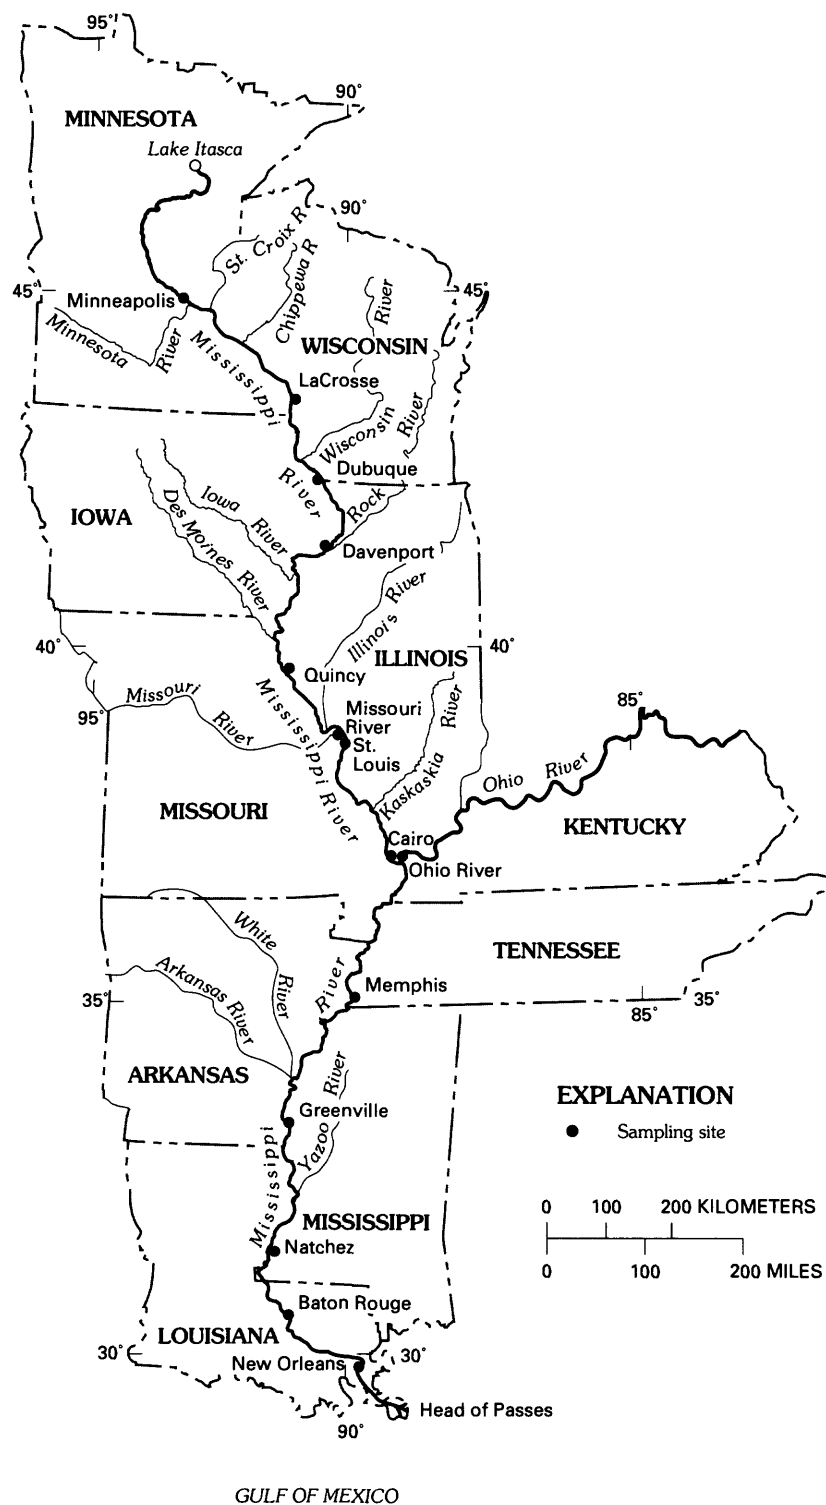 95°
90°
MINNESOTA
Lake Itasca
90°
St. Croix R
Chippewa R
45°
Minneapolis
River
45°
Minnesota
River
Mississippi
WISCONSIN
LaCrosse
Wisconsin
River
Dubuque
River
Rock
IOWA
Iowa River
Des Moines River
Davenport
Illinois River
40°
ILLINOIS
40°
Quincy
Missouri
River
Mississippi River
95°
Missouri
River
St.
Louis
Kaskaskia
River
85°
Ohio River
MISSOURI
KENTUCKY
Cairo
Ohio River
White
River
TENNESSEE
Arkansas River
River
Memphis
35°
85°
35°
ARKANSAS
River
Yazoo
EXPLANATION
Greenville
Sampling site
Mississippi
0 100 200 KILOMETERS
MISSISSIPPI
Natchez
0 100 200 MILES
Baton Rouge
LOUISIANA
30°
New Orleans
30°
Head of Passes
90°
GULF OF MEXICO